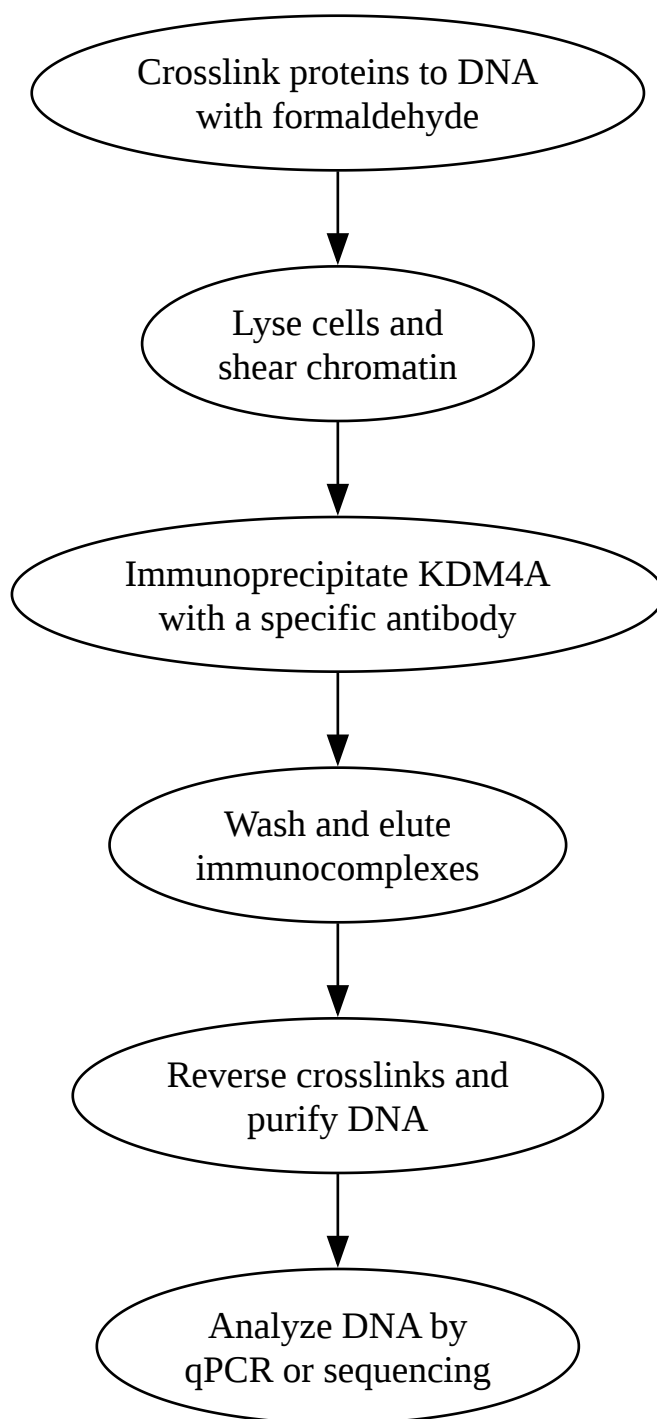 Crosslink proteins to DNA
with formaldehyde
Lyse cells and
shear chromatin
Immunoprecipitate KDM4A
with a specific antibody
Wash and elute
immunocomplexes
Reverse crosslinks and
purify DNA
Analyze DNA by
qPCR or sequencing